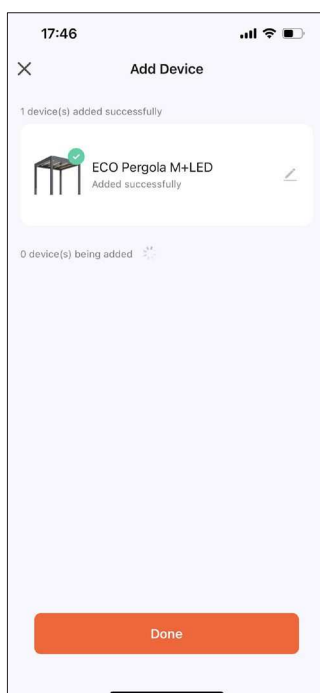 17:46
Add Device
1 device(s) added successfully
ECO Pergola M+LED
Added successfully
0 device(s) being added
Done